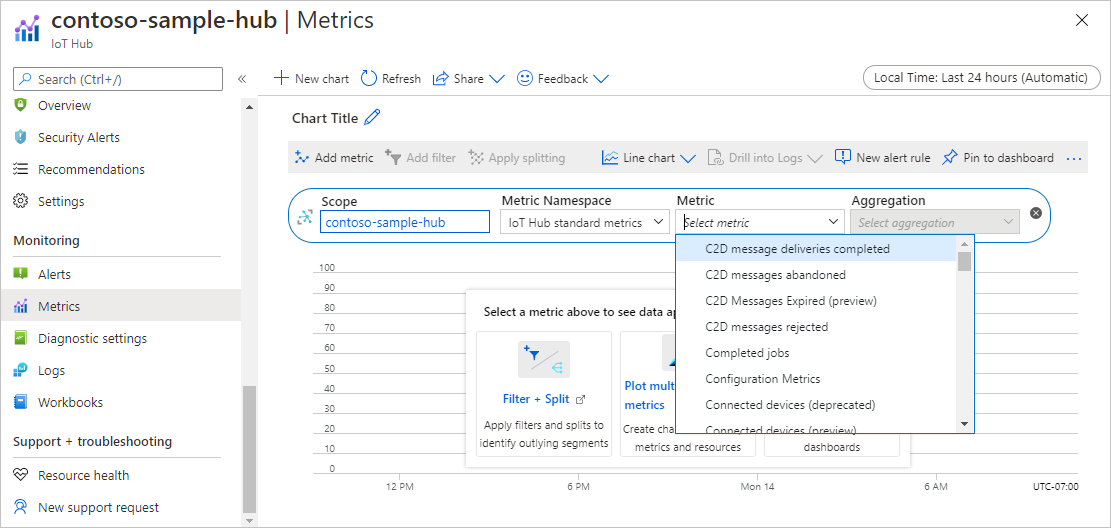 contoso-sample-hub | Metrics
IoT Hub
Search (Ctrl+/)
«
Overview
Security Alerts
Recommendations
Settings
Monitoring
Alerts
Metrics
Diagnostic settings
Logs
Workbooks
Support + troubleshooting
Resource health
New support request
New chart
Refresh
Share
Feedback
Local Time: Last 24 hours (Automatic)
Chart Title
Add metric
Add filter
Apply splitting
Line chart
Drill into Logs
New alert rule
Pin to dashboard
...
Scope
contoso-sample-hub
Metric Namespace
IoT Hub standard metrics
Metric
Select metric
Aggregation
Select aggregation
C2D message deliveries completed
C2D messages abandoned
C2D Messages Expired (preview)
C2D messages rejected
Completed jobs
Configuration Metrics
Connected devices (deprecated)
Connected devices (preview)
100
90
80
70
60
50
40
30
20
10
0
Select a metric above to see data ap
Filter + Split
Apply filters and splits to
identify outlying segments
Plot mult
metrics
Create cha
metrics and resources
dashboards
12 PM
6 PM
Mon 14
6 AM
UTC-07:00